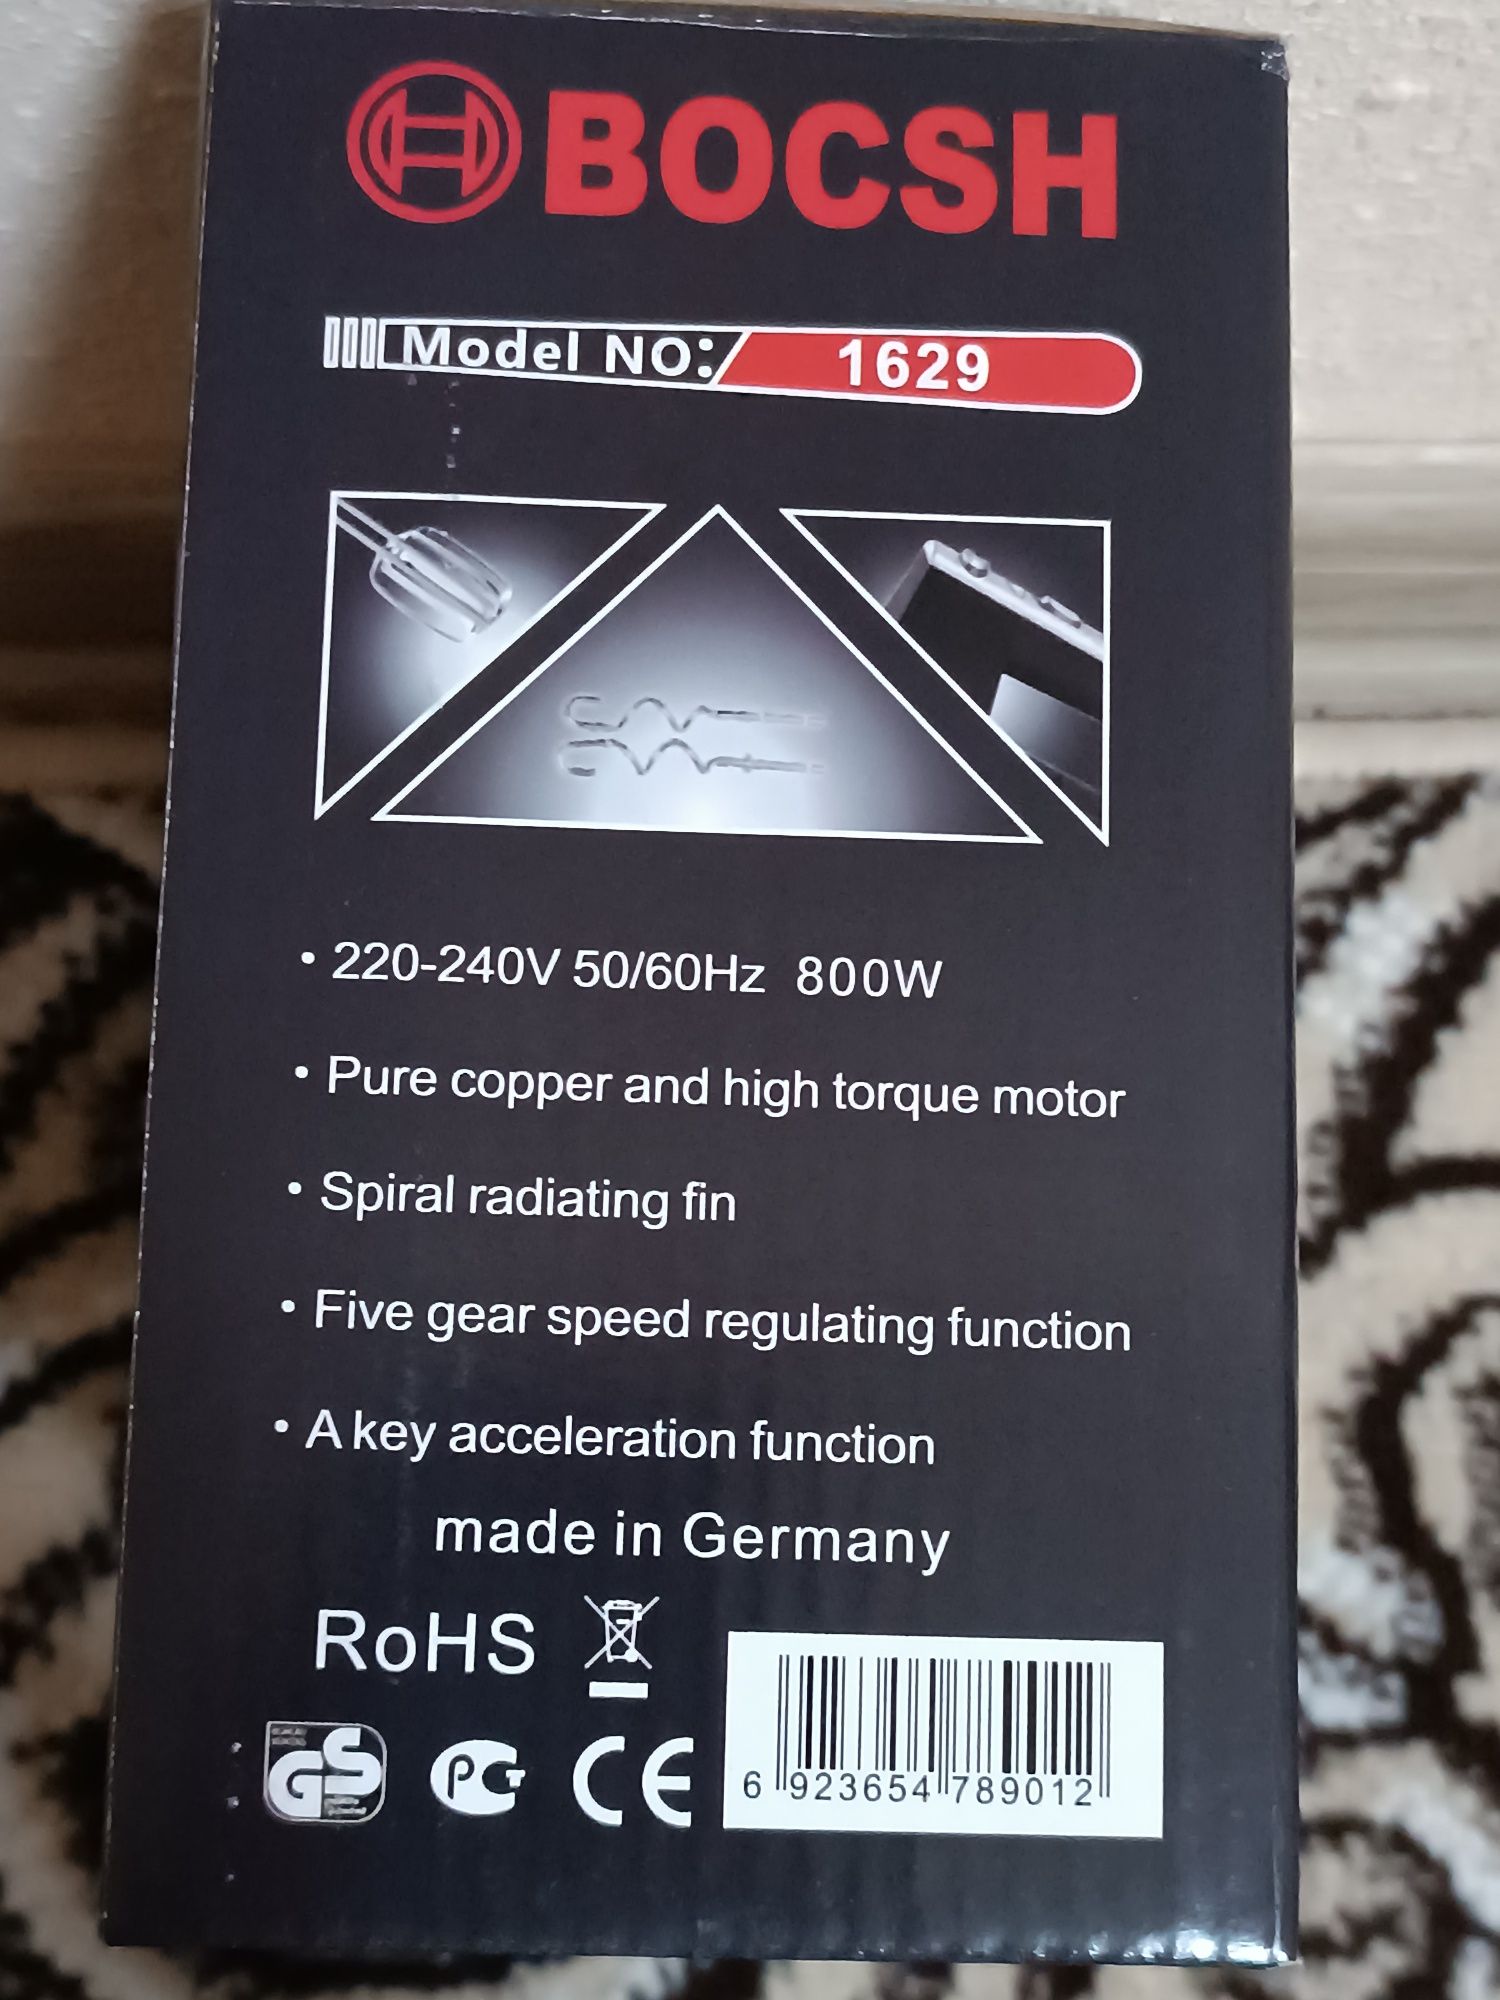 BOCSH
Model NO: 1629
• 220-240V 50/60Hz 800W
• Pure copper and high torque motor
• Spiral radiating fin
• Five gear speed regulating function
• A key acceleration function
made in Germany
RoHS
GS PCT CE
6 923654 789012